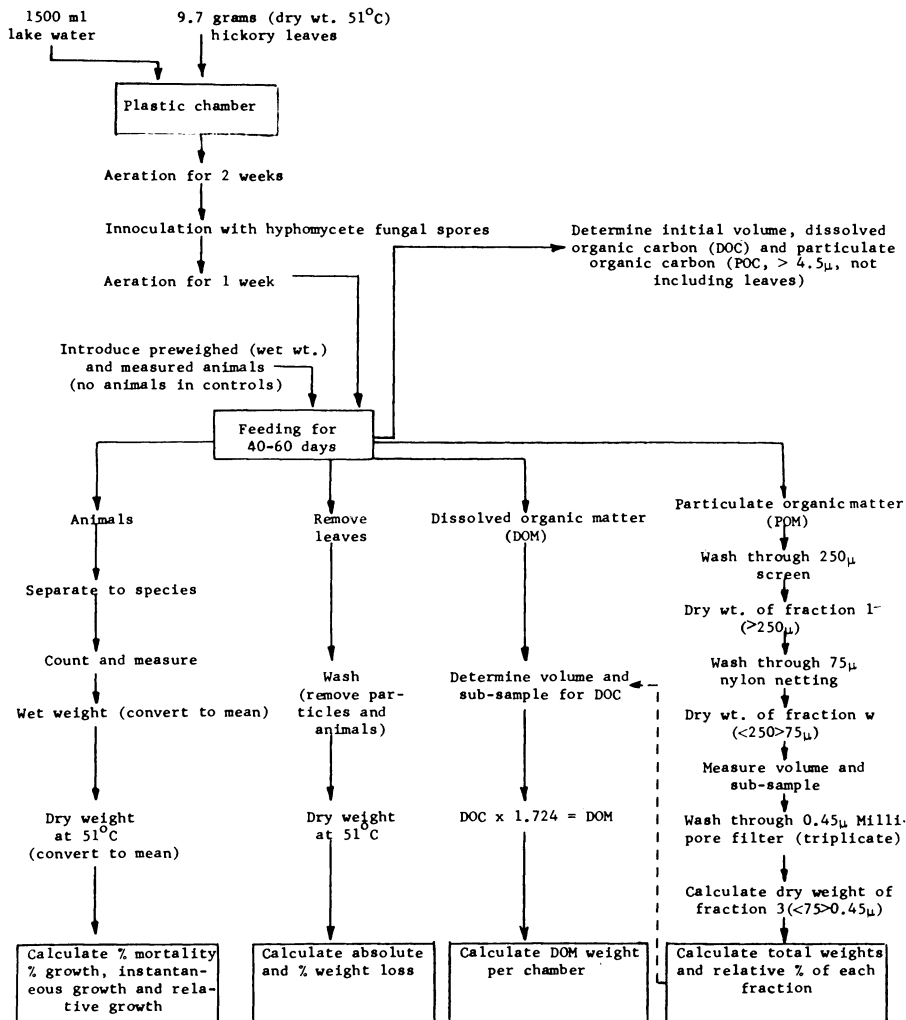 1500 ml
lake water
9.7 grams (dry wt. 51°C)
hickory leaves
Plastic chamber
Aeration for 2 weeks
Innoculation with hyphomycete fungal spores
Aeration for 1 week
Determine initial volume, dissolved
organic carbon (DOC) and particulate
organic carbon (POC, > 4.5μ, not
including leaves)
Introduce preweighed (wet wt.)
and measured animals
(no animals in controls)
Feeding for
40-60 days
Animals
Separate to species
Count and measure
Wet weight (convert to mean)
Dry weight
at 51°C
(convert to mean)
Calculate % mortality
% growth, instantan-
eous growth and rela-
tive growth
Remove
leaves
Wash
(remove par-
ticles and
animals)
Dry weight
at 51°C
Calculate absolute
and % weight loss
Dissolved organic matter
(DOM)
Determine volume and
sub-sample for DOC
DOC x 1.724 = DOM
Calculate DOM weight
per chamber
Particulate organic matter
(POM)
Wash through 250μ
screen
Dry wt. of fraction 1
(>250μ)
Wash through 75μ
nylon netting
Dry wt. of fraction w
(<250>75μ)
Measure volume and
sub-sample
Wash through 0.45μ Milli-
pore filter (triplicate)
Calculate dry weight of
fraction 3(<75>0.45μ)
Calculate total weights
and relative % of each
fraction